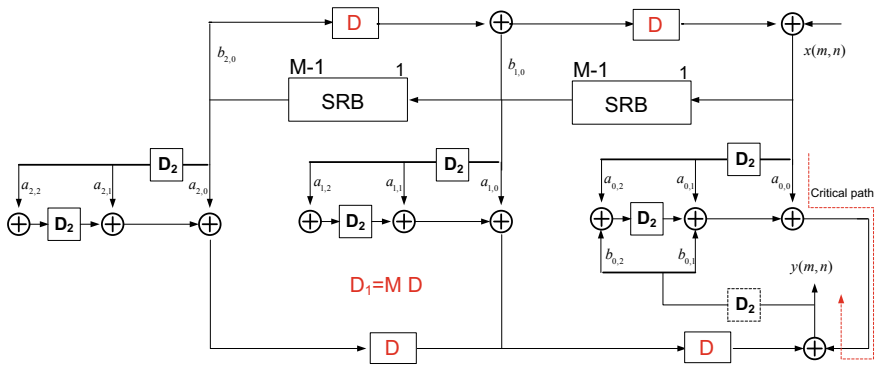 D
D
x(m,n)
b2,0
b1,0
M-1
1
SRB
M-1
1
SRB
D2
D2
D2
a2,2
a2,1
a2,0
a1,2
a1,1
a1,0
a0,2
a0,1
a0,0
Critical path
D2
D2
D2
b0,2
b0,1
D1=M D
y(m,n)
D2
D
D